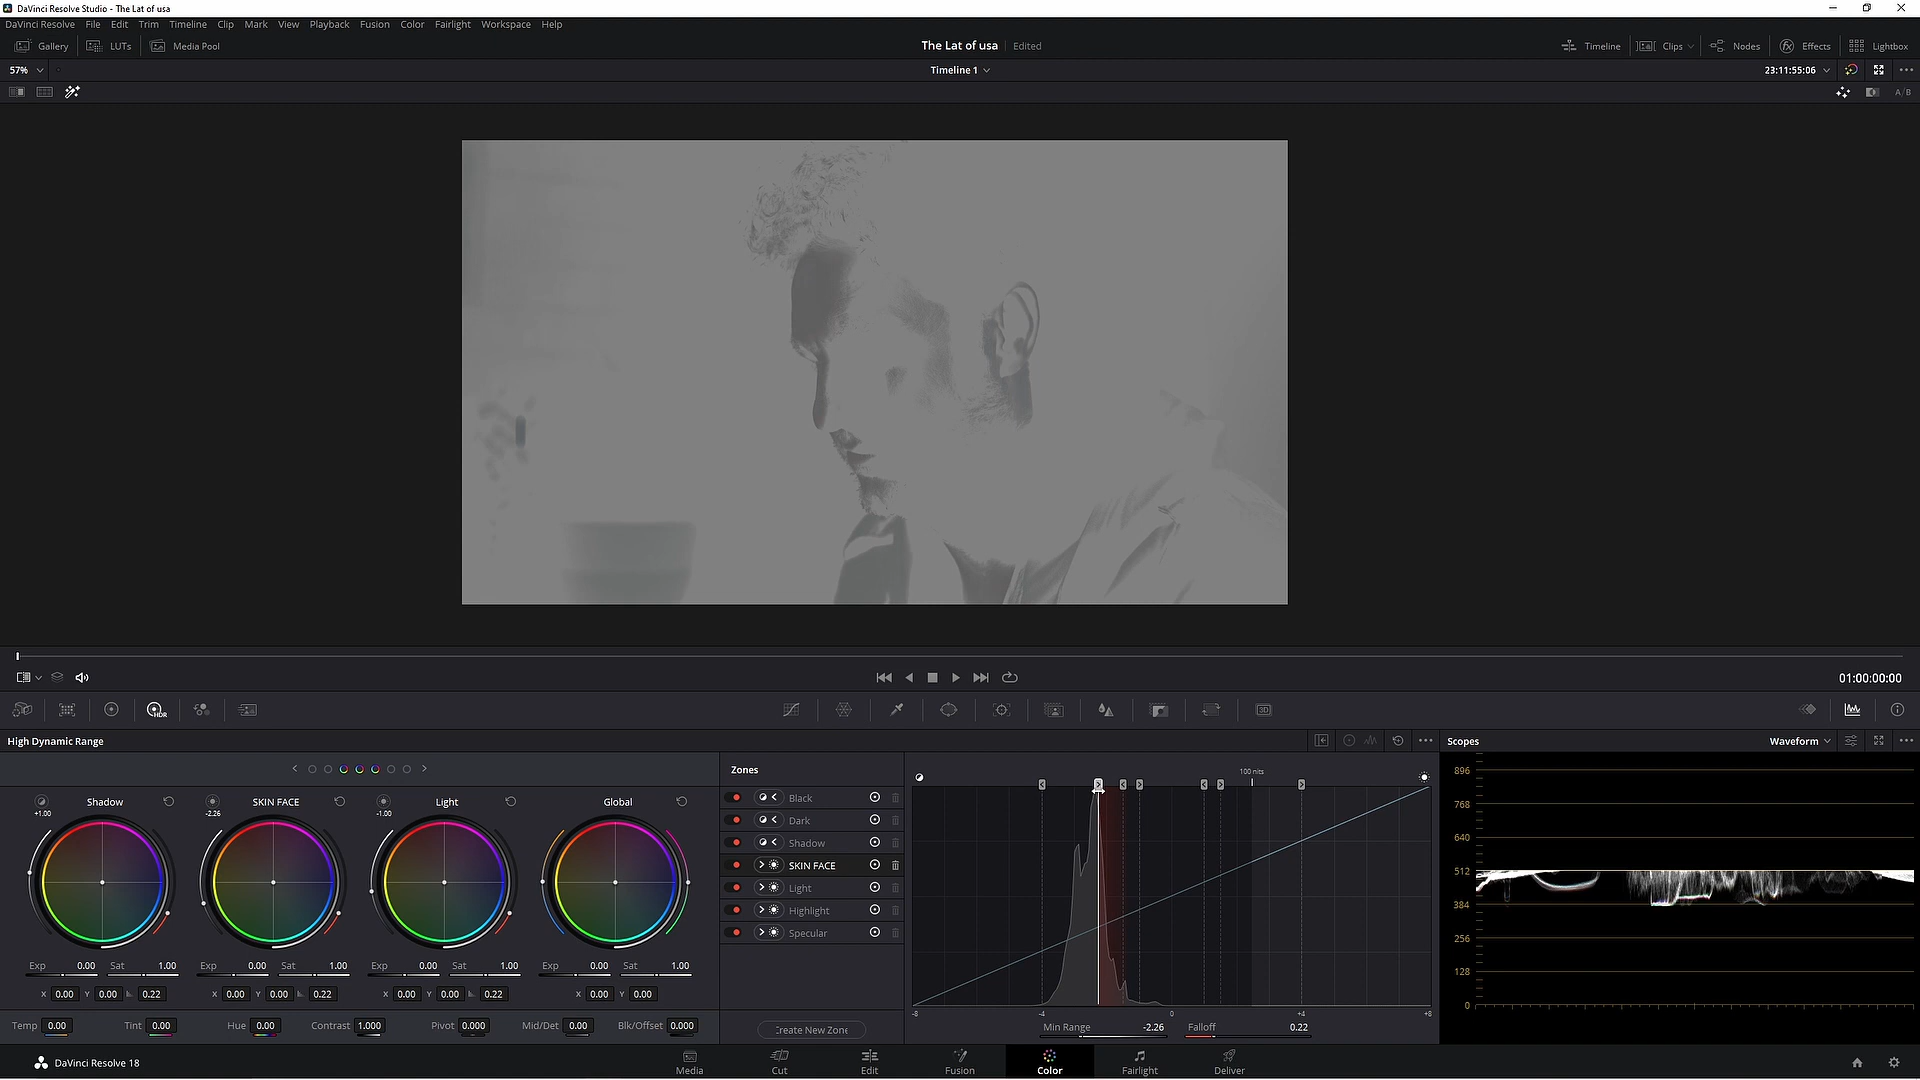 DaVinci Resolve Studio - The Lat of usa
DaVinci Resolve File Edit Trim Timeline Clip Mark View Playback Fusion Color Fairlight Workspace Help
Gallery LUTs Media Pool The Lat of usa Edited Timeline Clips Nodes Effects Lightbox
57% Timeline 1 23:11:55:06
A/B
01:00:00:00
HDR 3D
High Dynamic Range Scopes Waveform
Zones
100 nits
Shadow SKIN FACE Light Global
+1.00 -2.26 -1.00
Black
Dark
Shadow
SKIN FACE
Light
Highlight
Specular
896
768
640
512
384
256
128
0
Exp 0.00 Sat 1.00 Exp 0.00 Sat 1.00 Exp 0.00 Sat 1.00 Exp 0.00 Sat 1.00
X 0.00 Y 0.00 0.22 X 0.00 Y 0.00 0.22 X 0.00 Y 0.00 0.22 X 0.00 Y 0.00
Temp 0.00 Tint 0.00 Hue 0.00 Contrast 1.000 Pivot 0.000 Mid/Det 0.00 Blk/Offset 0.000
Create New Zone
-8 -4 0 +4 +8
Min Range -2.26 Falloff 0.22
DaVinci Resolve 18
Media Cut Edit Fusion Color Fairlight Deliver